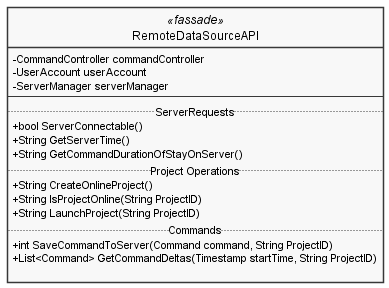 «fassade»
RemoteDataSourceAPI
-CommandController commandController
-UserAccount userAccount
-ServerManager serverManager
ServerRequests
+bool ServerConnectable()
+String GetServerTime()
+String GetCommandDurationOfStayOnServer()
Project Operations
+String CreateOnlineProject()
+String IsProjectOnline(String ProjectID)
+String LaunchProject(String ProjectID)
Commands
+int SaveCommandToServer(Command command, String ProjectID)
+List<Command> GetCommandDeltas(Timestamp startTime, String ProjectID)